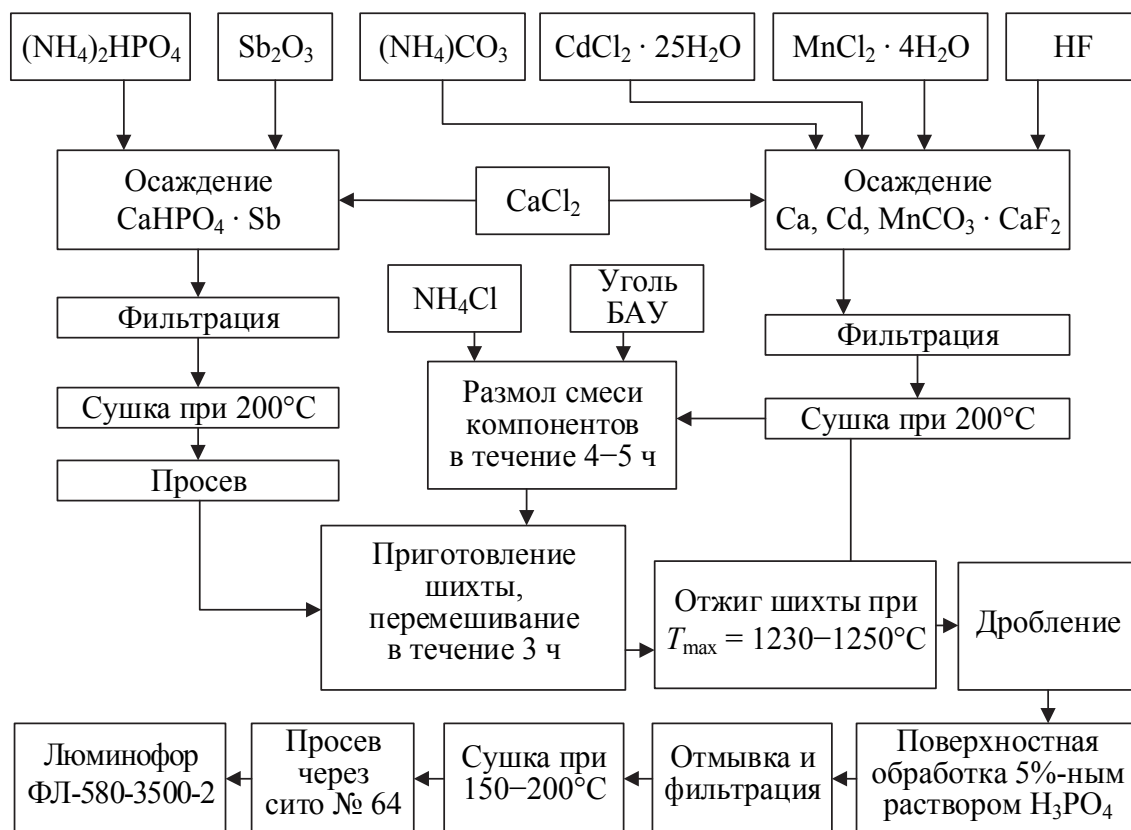 (NH₄)₂HPO₄
Sb₂O₃
(NH₄)CO₃
CdCl₂ · 25H₂O
MnCl₂ · 4H₂O
HF
Осаждение
CaHPO₄ · Sb
CaCl₂
Осаждение
Ca, Cd, MnCO₃ · CaF₂
NH₄Cl
Уголь
БАУ
Фильтрация
Фильтрация
Сушка при 200°С
Размол смеси
компонентов
в течение 4−5 ч
Сушка при 200°С
Просев
Приготовление
шихты,
перемешивание
в течение 3 ч
Отжиг шихты при
Tmax = 1230−1250°С
Дробление
Люминофор
ФЛ-580-3500-2
Просев
через
сито № 64
Сушка при
150−200°С
Отмывка и
фильтрация
Поверхностная
обработка 5%-ным
раствором H₃PO₄